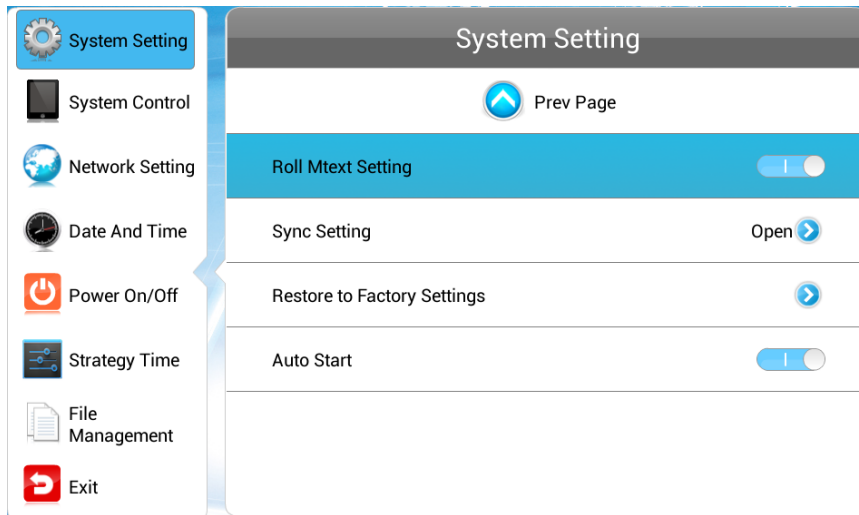 System Setting
System Control
Network Setting
Date And Time
Power On/Off
Strategy Time
File
Management
Exit
System Setting
Prev Page
Roll Mtext Setting
Sync Setting
Open
Restore to Factory Settings
Auto Start